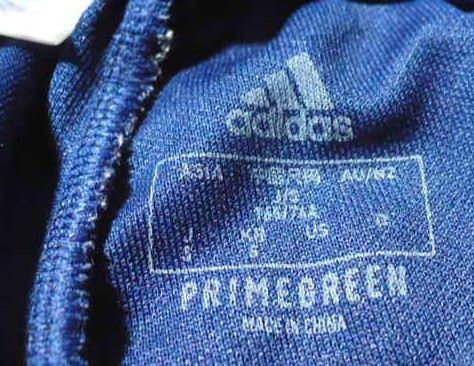 adidas
ASIA AU/NZ
J/S
J KR US
S S
PRIMEGREEN
MADE IN CHINA